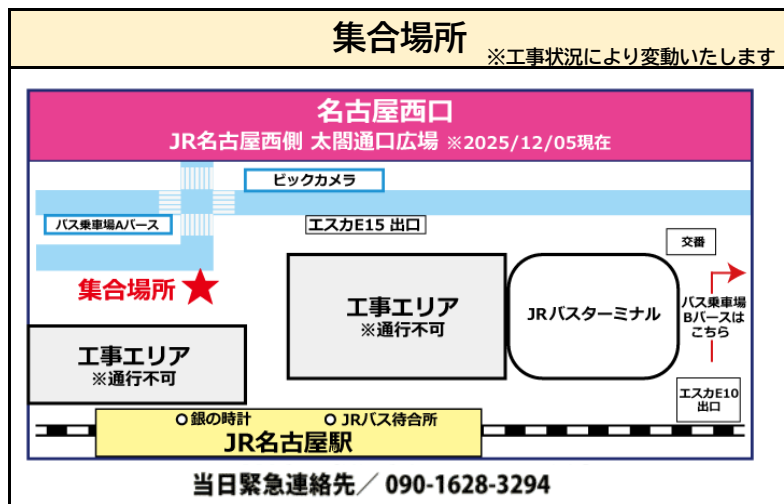 集合場所
※工事状況により変動いたします
名古屋西口
JR名古屋西側 太閤通口広場 ※2025/12/05現在
ビックカメラ
バス乗車場Aバース
エスカE15 出口
交番
集合場所
工事エリア
※通行不可
JRバスターミナル
バス乗車場
Bバースは
こちら
工事エリア
※通行不可
エスカE10
出口
銀の時計
JRバス待合所
JR名古屋駅
当日緊急連絡先／ 090-1628-3294